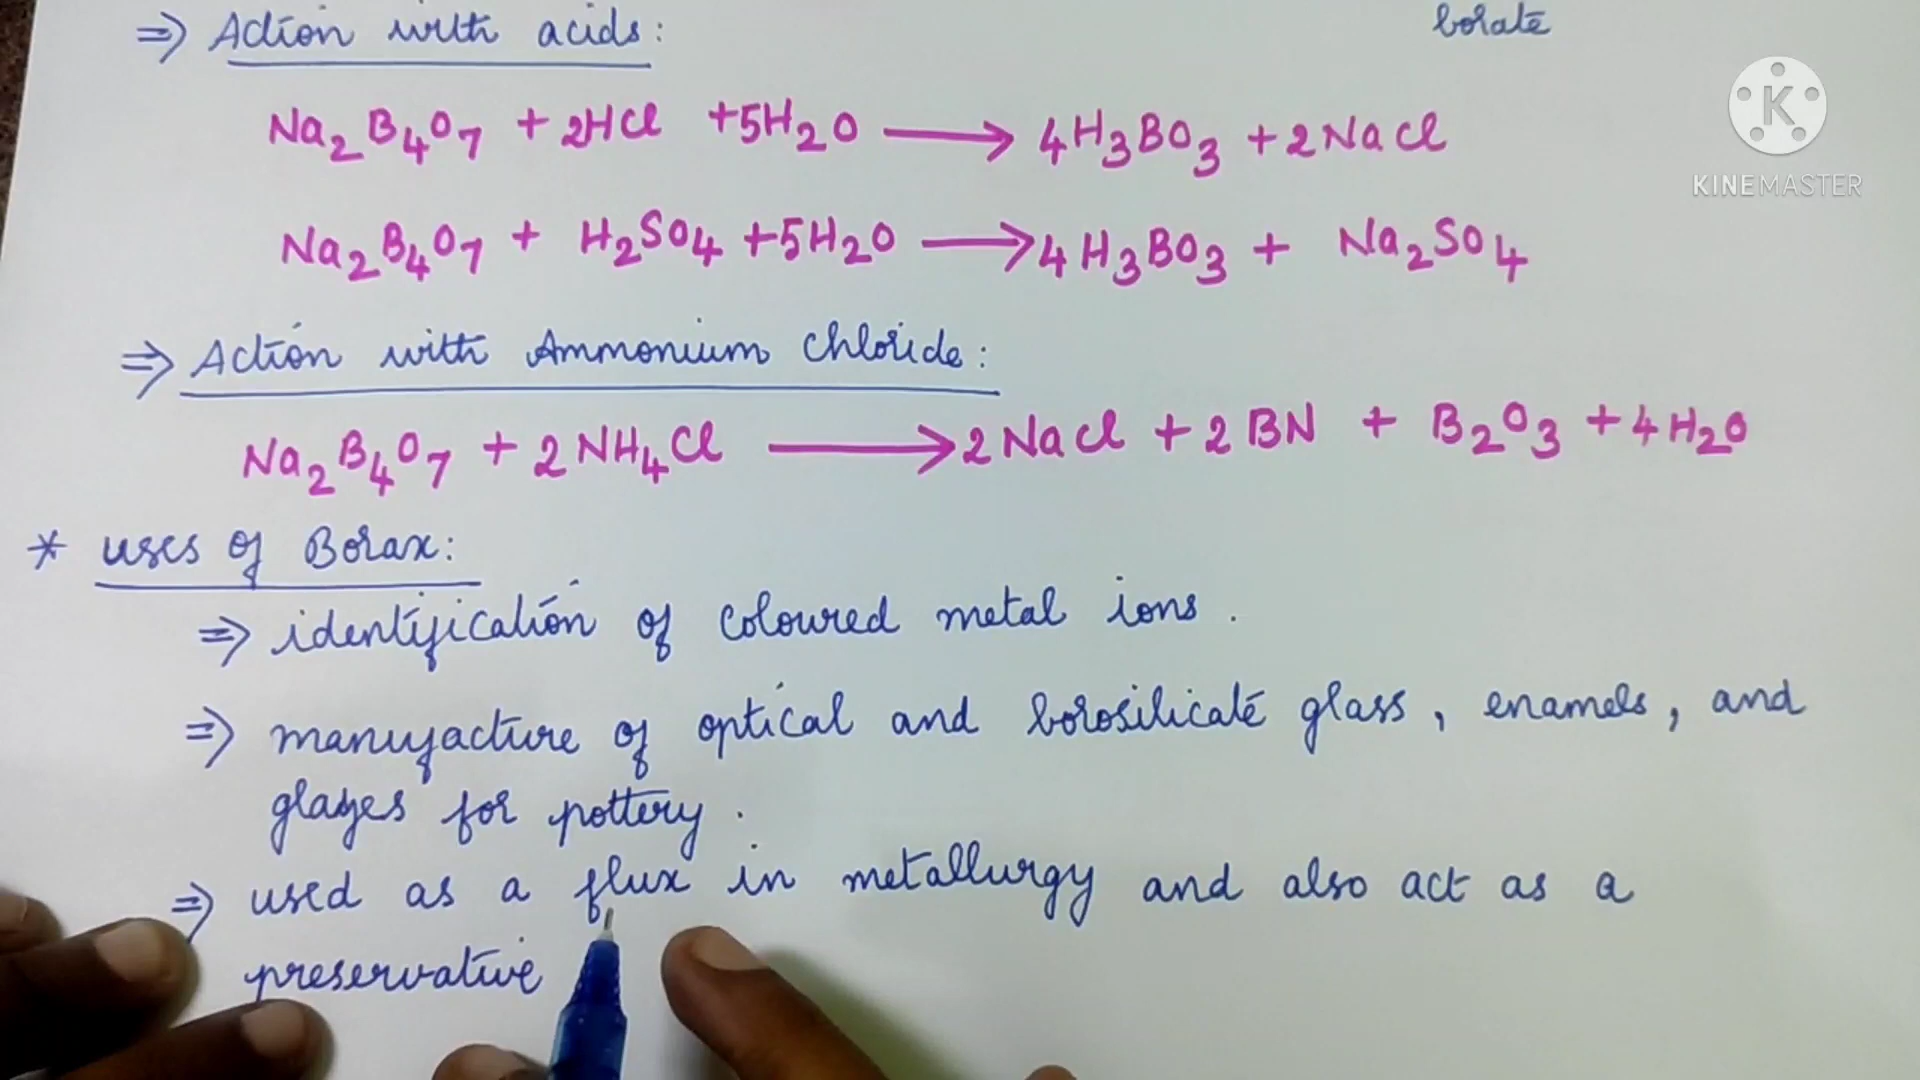 borate
⇒ Action with acids:
Na₂B₄O₇ + 2HCl + 5H₂O ⟶ 4H₃BO₃ + 2NaCl
KINEMASTER
Na₂B₄O₇ + H₂SO₄ + 5H₂O ⟶ 4H₃BO₃ + Na₂SO₄
⇒ Action with Ammonium chloride:
Na₂B₄O₇ + 2NH₄Cl ⟶ 2NaCl + 2BN + B₂O₃ + 4H₂O
* uses of Borax:
⇒ identification of coloured metal ions.
⇒ manufacture of optical and borosilicate glass, enamels, and
glazes for pottery.
⇒ used as a flux in metallurgy and also act as a
preservative